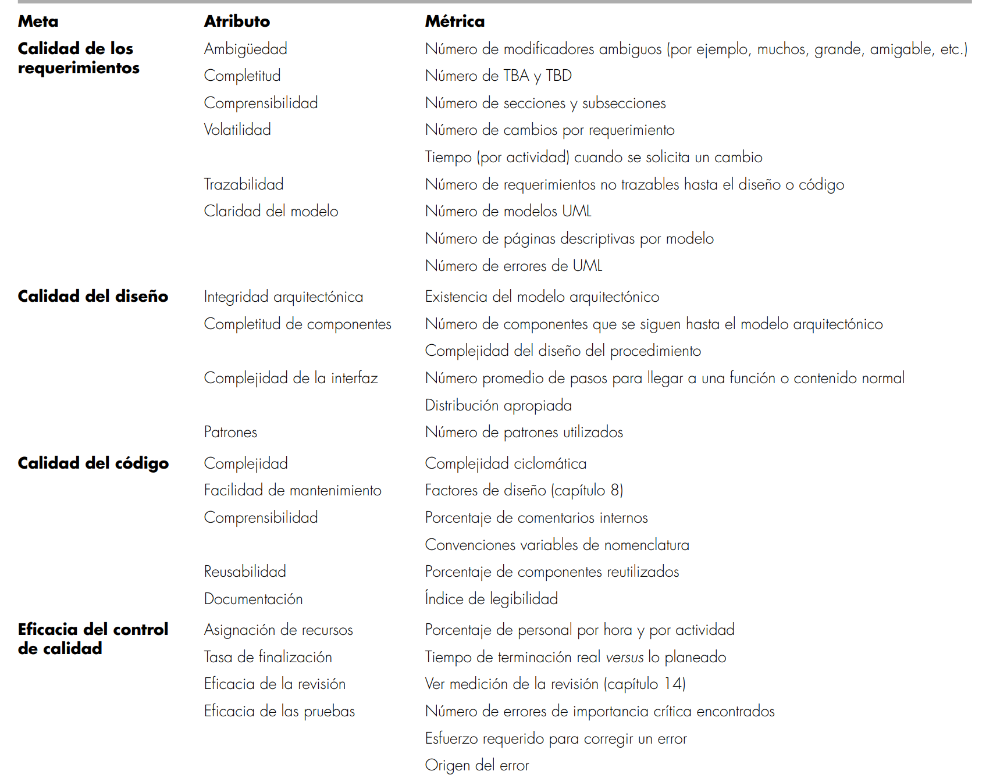 Meta Atributo Métrica
Calidad de los requerimientos Ambigüedad Número de modificadores ambiguos (por ejemplo, muchos, grande, amigable, etc.)
Completitud Número de TBA y TBD
Comprensibilidad Número de secciones y subsecciones
Volatilidad Número de cambios por requerimiento
Tiempo (por actividad) cuando se solicita un cambio
Trazabilidad Número de requerimientos no trazables hasta el diseño o código
Claridad del modelo Número de modelos UML
Número de páginas descriptivas por modelo
Número de errores de UML
Calidad del diseño Integridad arquitectónica Existencia del modelo arquitectónico
Completitud de componentes Número de componentes que se siguen hasta el modelo arquitectónico
Complejidad del diseño del procedimiento
Complejidad de la interfaz Número promedio de pasos para llegar a una función o contenido normal
Distribución apropiada
Patrones Número de patrones utilizados
Calidad del código Complejidad Complejidad ciclomática
Facilidad de mantenimiento Factores de diseño (capítulo 8)
Comprensibilidad Porcentaje de comentarios internos
Convenciones variables de nomenclatura
Reusabilidad Porcentaje de componentes reutilizados
Documentación Índice de legibilidad
Eficacia del control de calidad Asignación de recursos Porcentaje de personal por hora y por actividad
Tasa de finalización Tiempo de terminación real versus lo planeado
Eficacia de la revisión Ver medición de la revisión (capítulo 14)
Eficacia de las pruebas Número de errores de importancia crítica encontrados
Esfuerzo requerido para corregir un error
Origen del error